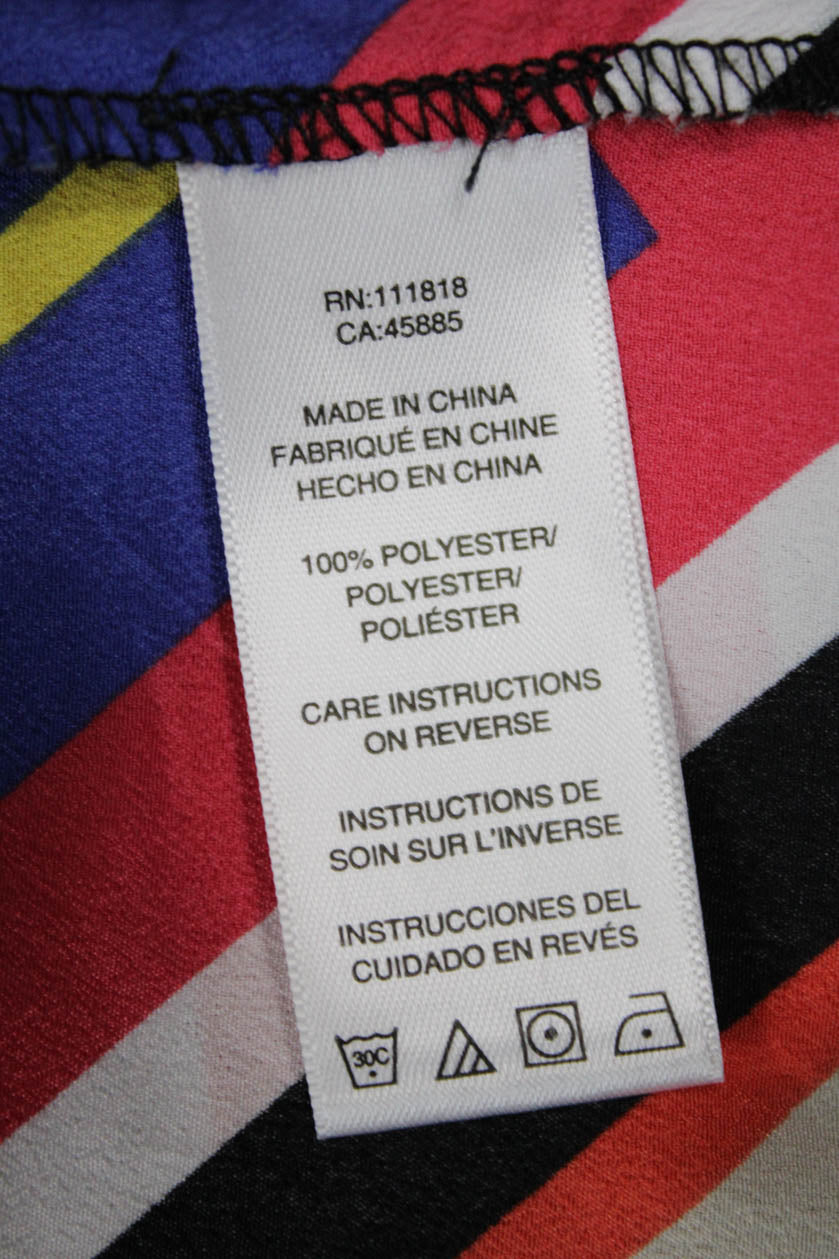 RN:111818
CA:45885
MADE IN CHINA
FABRIQUÉ EN CHINE
HECHO EN CHINA
100% POLYESTER/
POLYESTER/
POLIÉSTER
CARE INSTRUCTIONS
ON REVERSE
INSTRUCTIONS DE
SOIN SUR L'INVERSE
INSTRUCCIONES DEL
CUIDADO EN REVÉS
30C